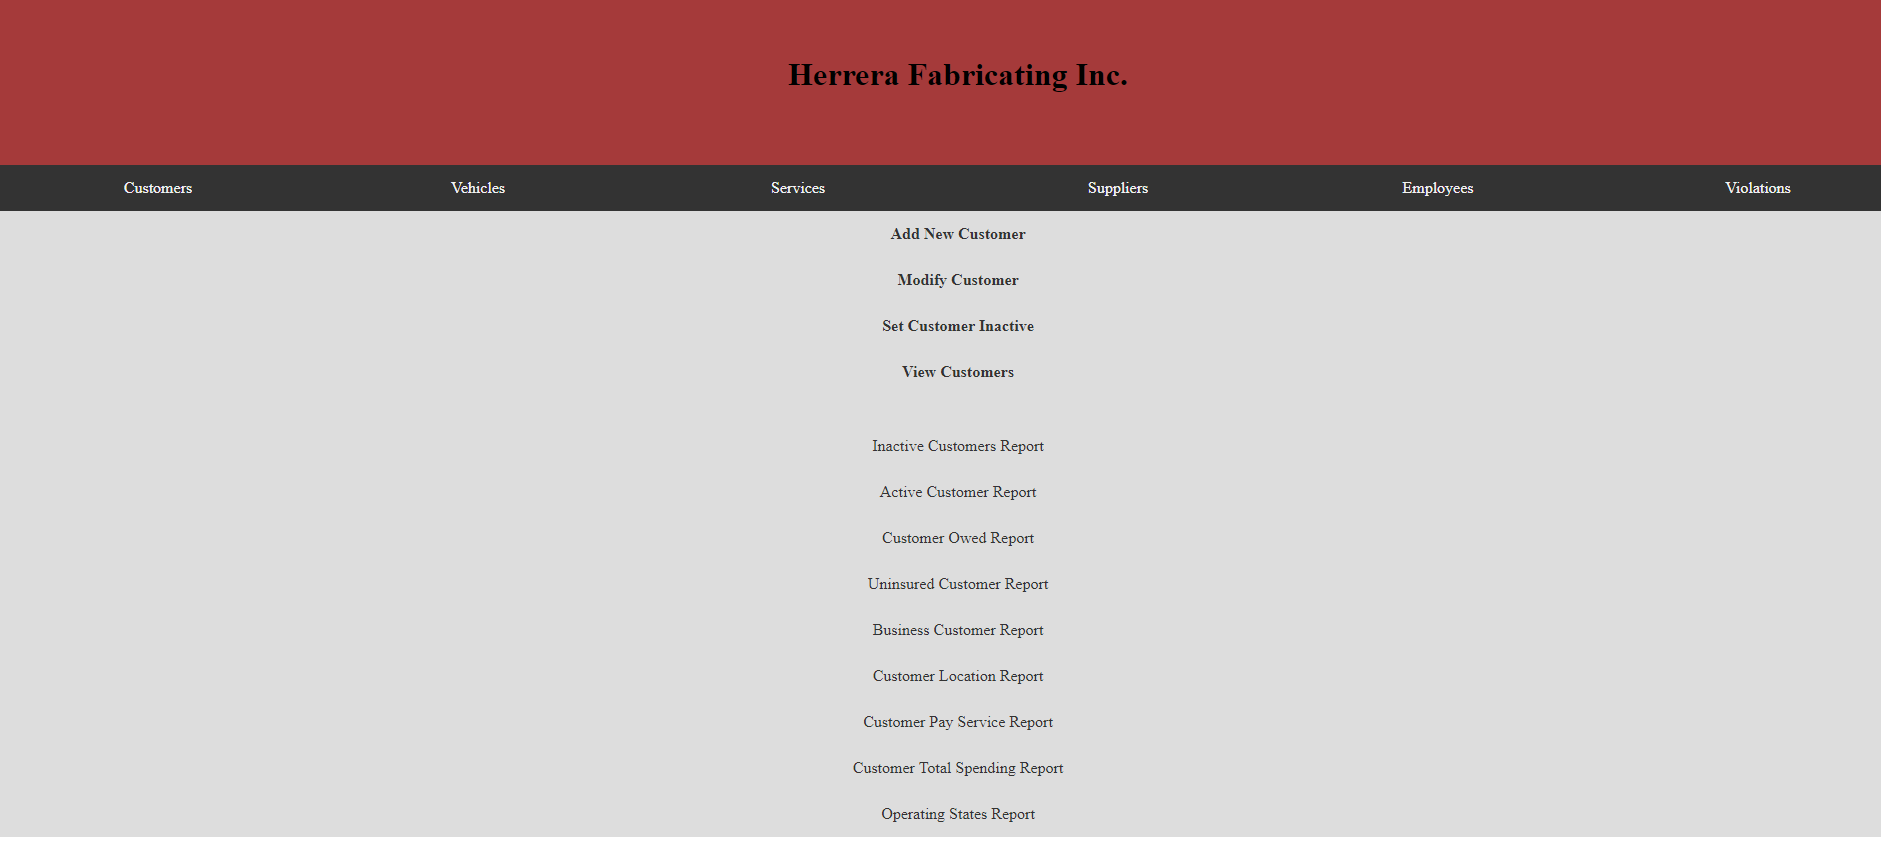 Herrera Fabricating Inc.
Customers Vehicles Services Suppliers Employees Violations
Add New Customer
Modify Customer
Set Customer Inactive
View Customers
Inactive Customers Report
Active Customer Report
Customer Owed Report
Uninsured Customer Report
Business Customer Report
Customer Location Report
Customer Pay Service Report
Customer Total Spending Report
Operating States Report